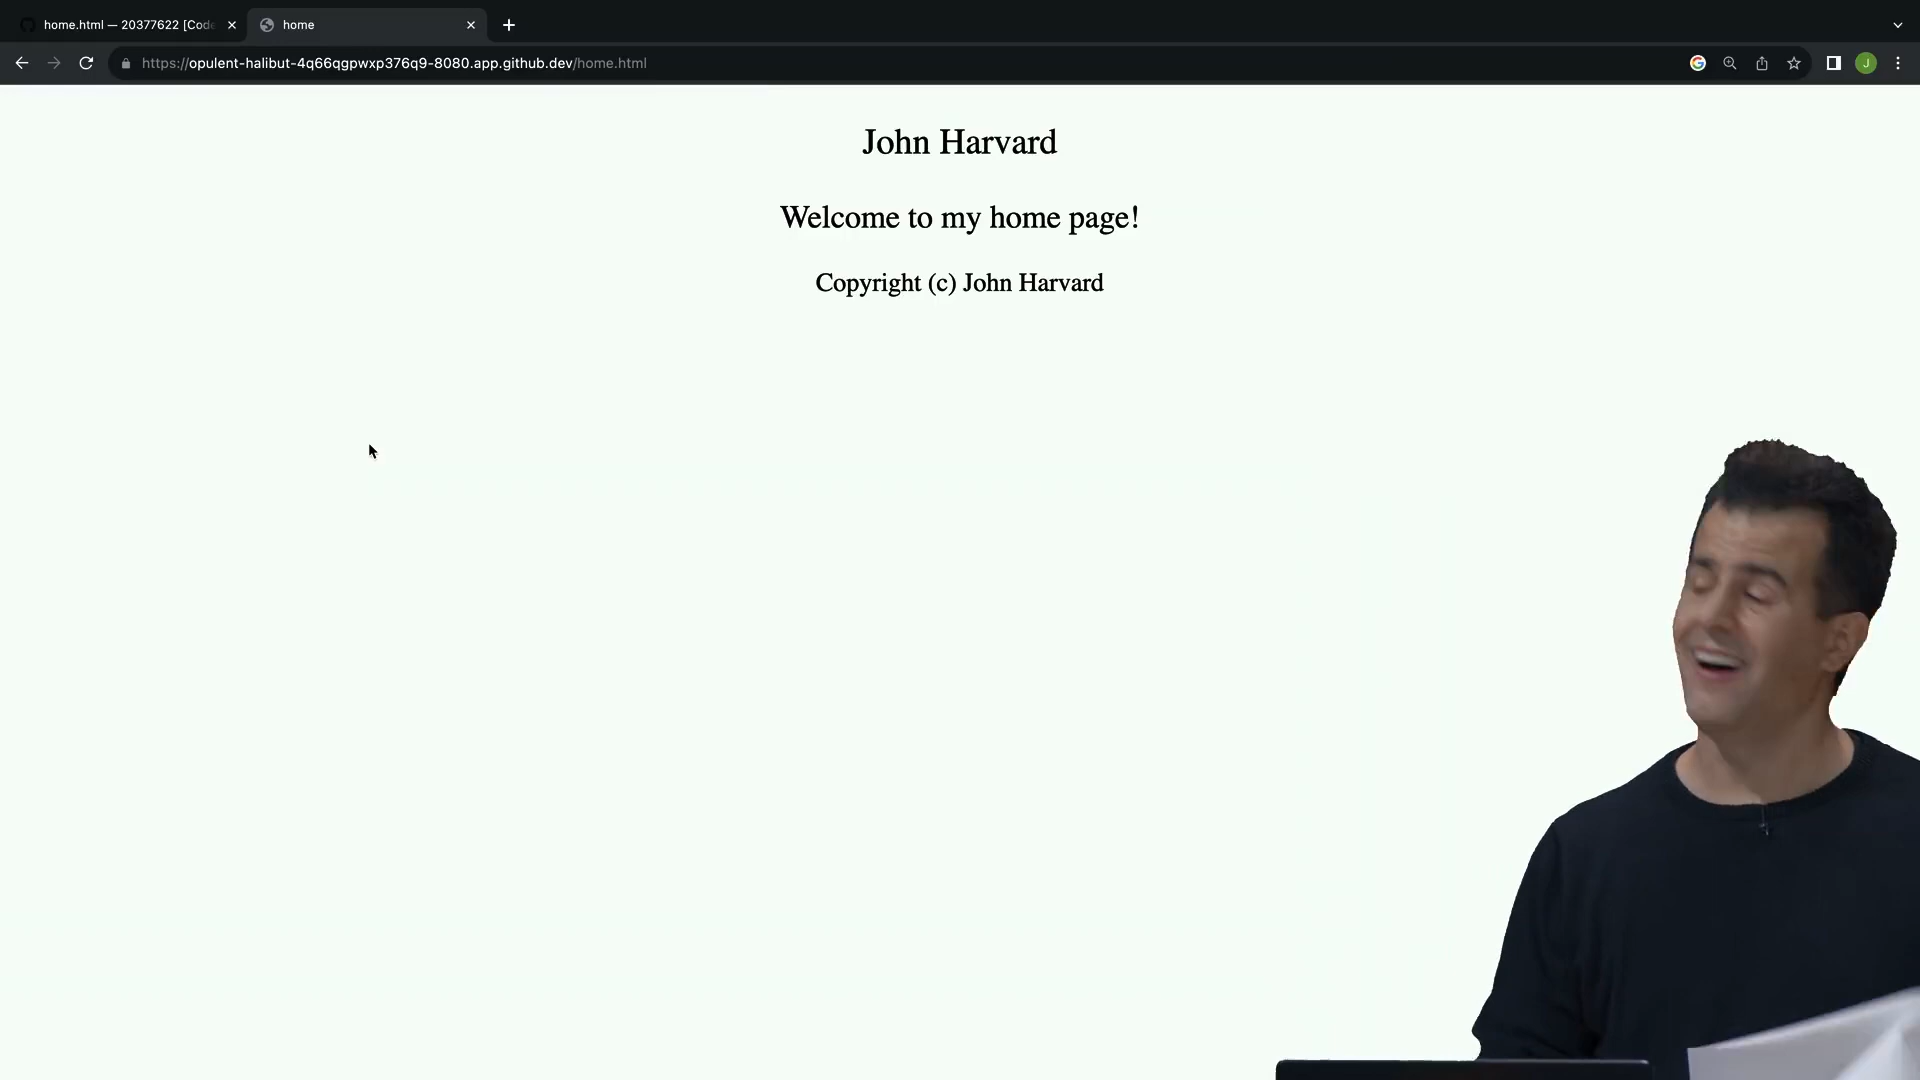 home.html — 20377622 [Code
home
https://opulent-halibut-4q66qgpwxp376q9-8080.app.github.dev/home.html
J
John Harvard
Welcome to my home page!
Copyright (c) John Harvard